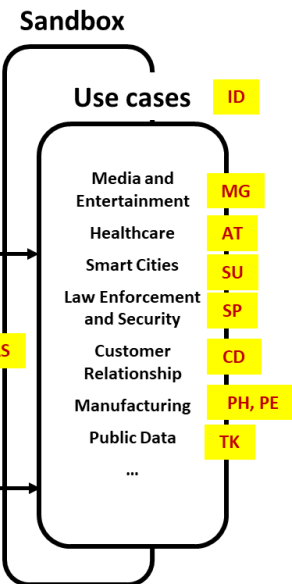 Sandbox
Use cases ID
Media and
Entertainment MG
Healthcare AT
Smart Cities SU
Law Enforcement
and Security SP
Customer
Relationship CD
Manufacturing PH, PE
Public Data TK
...